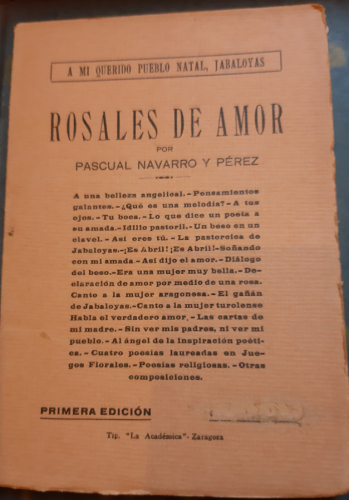 A MI QUERIDO PUEBLO NATAL, JABALOYAS
ROSALES DE AMOR
POR
PASCUAL NAVARRO Y PÉREZ
A una belleza angelical.-Pensamientos
galantes.-¿Qué es una melodía?-A tus
ojos.-Tu boca.-Lo que dice un poeta a
su amada.-Idilio pastoril.-Un beso en un
clavel.-Así eres tú.-La pastorcica de
Jabaloyas.-¡Es Abril! ¡Es Abril!-Soñando
con mi amada.-Así dijo el amor.-Diálogo
del beso.-Era una mujer muy bella.-De-
claración de amor por medio de una rosa.
Canto a la mujer aragonesa.-El gañán
de Jabaloyas.-Canto a la mujer turolense
Habla el verdadero amor.-Las cartas de
mi madre.-Sin ver mis padres, ni ver mi
pueblo.-Al ángel de la inspiración poéti-
ca.-Cuatro poesías laureadas en Jue-
gos Florales.-Poesías religiosas.-Otras
composiciones.
PRIMERA EDICIÓN
Tip. "La Académica"-Zaragoza